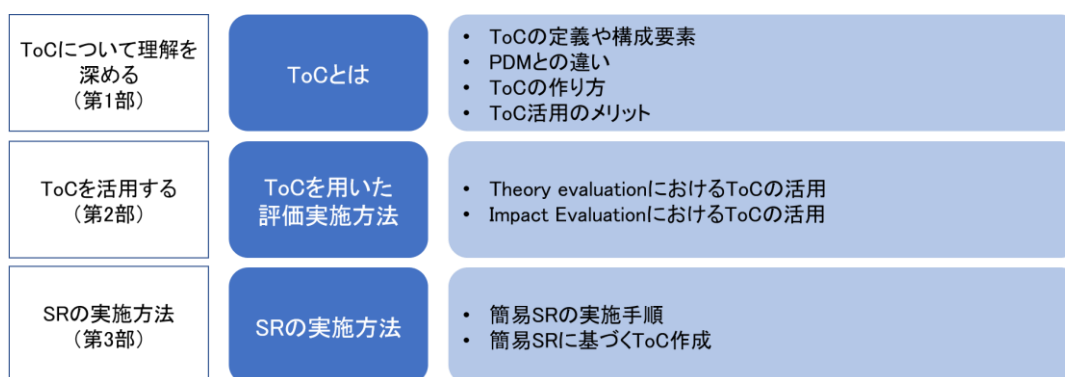 ToCについて理解を
深める
（第1部）
ToCとは
• ToCの定義や構成要素
• PDMとの違い
• ToCの作り方
• ToC活用のメリット
ToCを活用する
（第2部）
ToCを用いた
評価実施方法
• Theory evaluationにおけるToCの活用
• Impact EvaluationにおけるToCの活用
SRの実施方法
（第3部）
SRの実施方法
• 簡易SRの実施手順
• 簡易SRに基づくToC作成